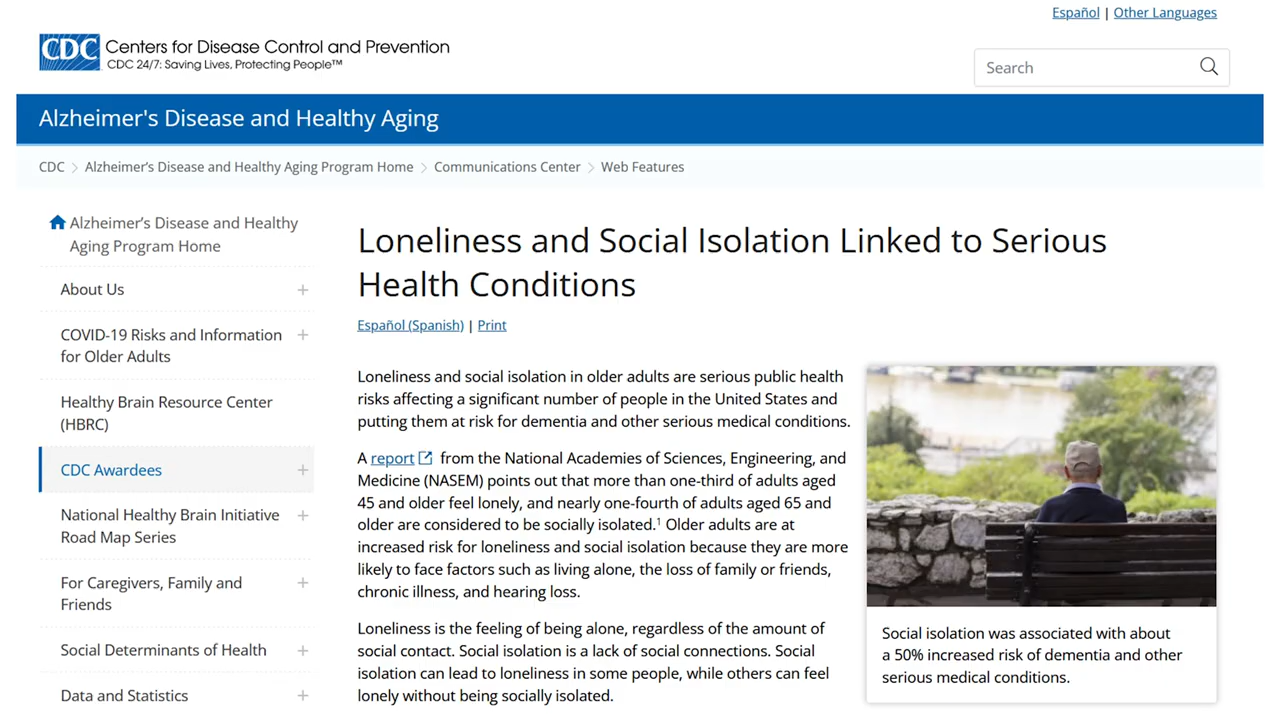 Español | Other Languages
CDC Centers for Disease Control and Prevention
CDC 24/7: Saving Lives, Protecting People™
Search
Alzheimer's Disease and Healthy Aging
CDC > Alzheimer's Disease and Healthy Aging Program Home > Communications Center > Web Features
Alzheimer's Disease and Healthy
Aging Program Home
About Us +
COVID-19 Risks and Information +
for Older Adults
Healthy Brain Resource Center
(HBRC)
CDC Awardees +
National Healthy Brain Initiative +
Road Map Series
For Caregivers, Family and +
Friends
Social Determinants of Health +
Data and Statistics +
Loneliness and Social Isolation Linked to Serious
Health Conditions
Español (Spanish) | Print
Loneliness and social isolation in older adults are serious public health
risks affecting a significant number of people in the United States and
putting them at risk for dementia and other serious medical conditions.
A report from the National Academies of Sciences, Engineering, and
Medicine (NASEM) points out that more than one-third of adults aged
45 and older feel lonely, and nearly one-fourth of adults aged 65 and
older are considered to be socially isolated.¹ Older adults are at
increased risk for loneliness and social isolation because they are more
likely to face factors such as living alone, the loss of family or friends,
chronic illness, and hearing loss.
Loneliness is the feeling of being alone, regardless of the amount of
social contact. Social isolation is a lack of social connections. Social
isolation can lead to loneliness in some people, while others can feel
lonely without being socially isolated.
Social isolation was associated with about
a 50% increased risk of dementia and other
serious medical conditions.